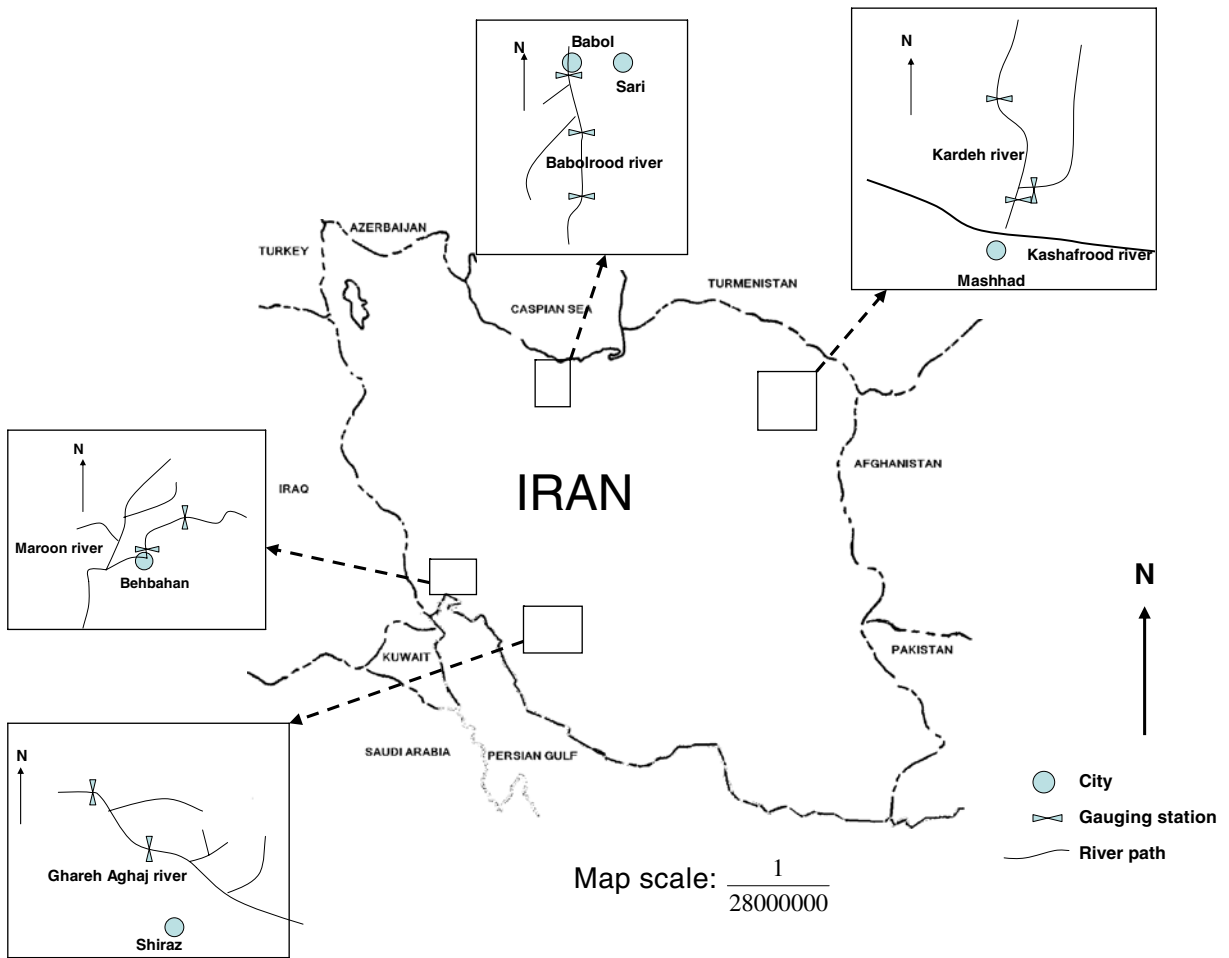 N
Babol
Sari
Babolrood river
N
Kardeh river
Kashafrood river
Mashhad
TURKEY
AZERBAIJAN
CASPIAN SEA
TURMENISTAN
IRAN
IRAQ
AFGHANISTAN
N
Maroon river
Behbahan
KUWAIT
PAKISTAN
SAUDI ARABIA
PERSIAN GULF
N
Ghareh Aghaj river
Shiraz
N
City
Gauging station
River path
Map scale: 1/28000000